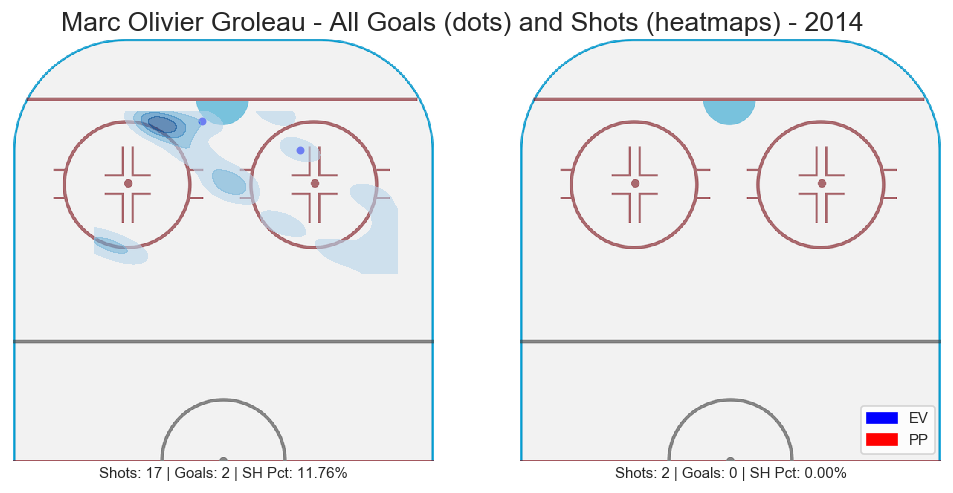 Marc Olivier Groleau - All Goals (dots) and Shots (heatmaps) - 2014
EV
PP
Shots: 17 | Goals: 2 | SH Pct: 11.76%
Shots: 2 | Goals: 0 | SH Pct: 0.00%